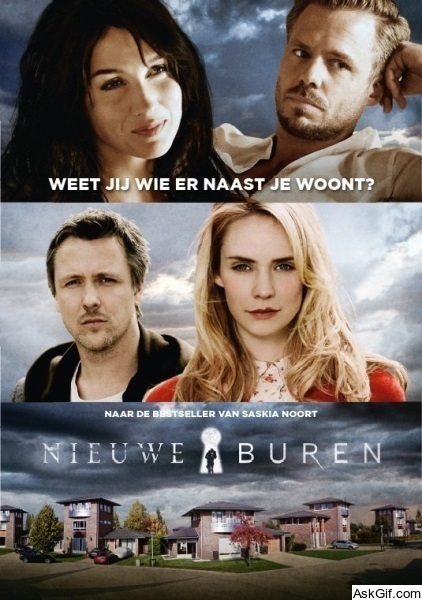 WEET JIJ WIE ER NAAST JE WOONT?
NAAR DE BESTSELLER VAN SASKIA NOORT
NIEUWE BUREN
AskGif.com